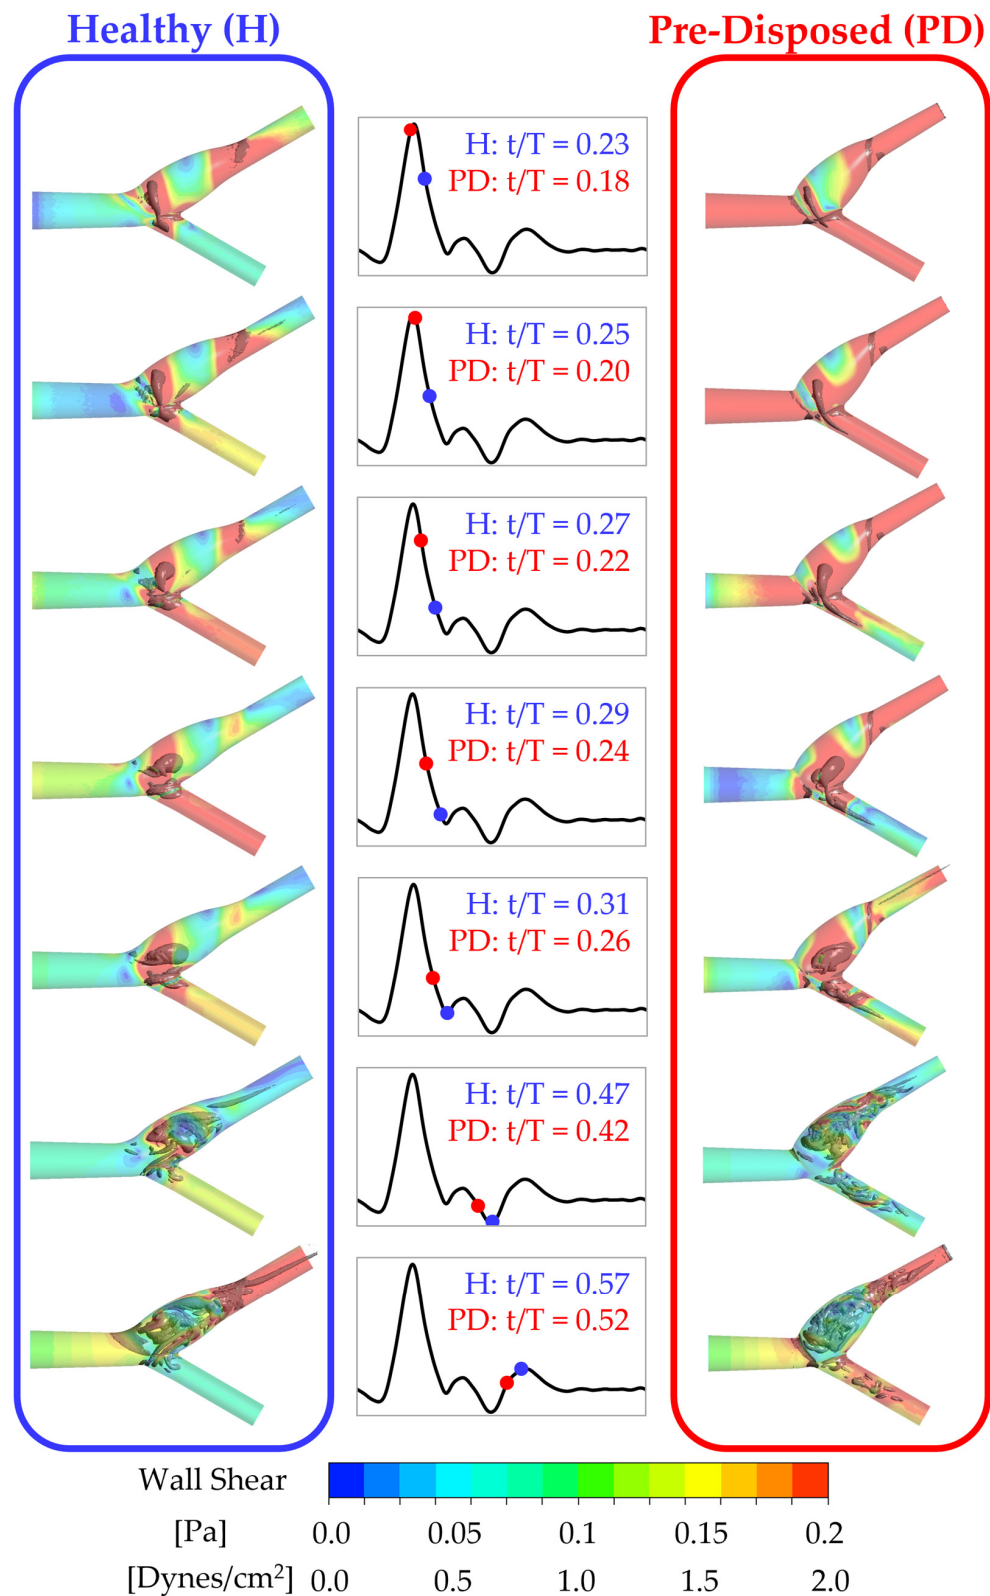 Healthy (H)
Pre-Disposed (PD)
H: t/T = 0.23
PD: t/T = 0.18
H: t/T = 0.25
PD: t/T = 0.20
H: t/T = 0.27
PD: t/T = 0.22
H: t/T = 0.29
PD: t/T = 0.24
H: t/T = 0.31
PD: t/T = 0.26
H: t/T = 0.47
PD: t/T = 0.42
H: t/T = 0.57
PD: t/T = 0.52
Wall Shear
[Pa] 0.0 0.05 0.1 0.15 0.2
[Dynes/cm²] 0.0 0.5 1.0 1.5 2.0